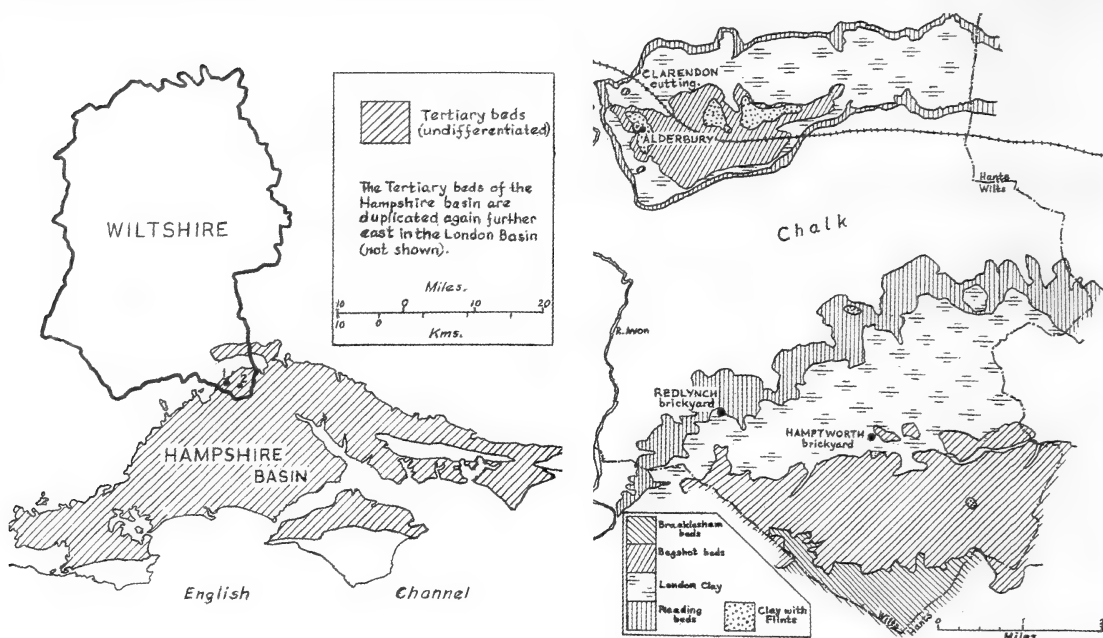 WILTSHIRE
Tertiary beds
(undifferentiated)
The Tertiary beds of the
Hampshire basin are
duplicated again further
east in the London Basin
(not shown).
Miles.
10 0 10 20
10 0
Kms.
HAMPSHIRE
BASIN
English Channel
CLARENDON
cutting.
ALDERBURY
Hants
Wilts
Chalk
R. Avon
REDLYNCH
brickyard
HAMPTWORTH
brickyard
Bracklesham
beds
Bagshot beds
London Clay
Reading
beds
Clay with
Flints
Wilts
Hants
0
Miles